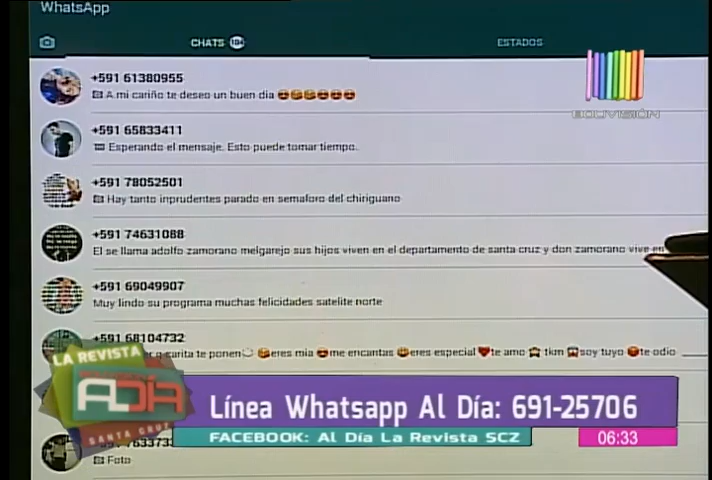 WhatsApp
CHATS 194
ESTADOS
+591 61380955
A mi cariño te deseo un buen dia 😍😘😘😍😍😍
BOLIVISIÓN
+591 65833411
Esperando el mensaje. Esto puede tomar tiempo.
+591 78052501
Hay tanto inprudentes parado en semaforo del chiriguano
+591 74631088
El se llama adolfo zamorano melgarejo sus hijos viven en el departamento de santa cruz y don zamorano vive en
+591 69049907
Muy lindo su programa muchas felicidades satelite norte
+591 68104732
q carita te ponen eres mia me encantas eres especial ❤te amo tkm soy tuyo te odio
LA REVISTA
AL DÍA
SANTA CRUZ
Línea Whatsapp Al Día: 691-25706
FACEBOOK: Al Día La Revista SCZ
06:33
Foto